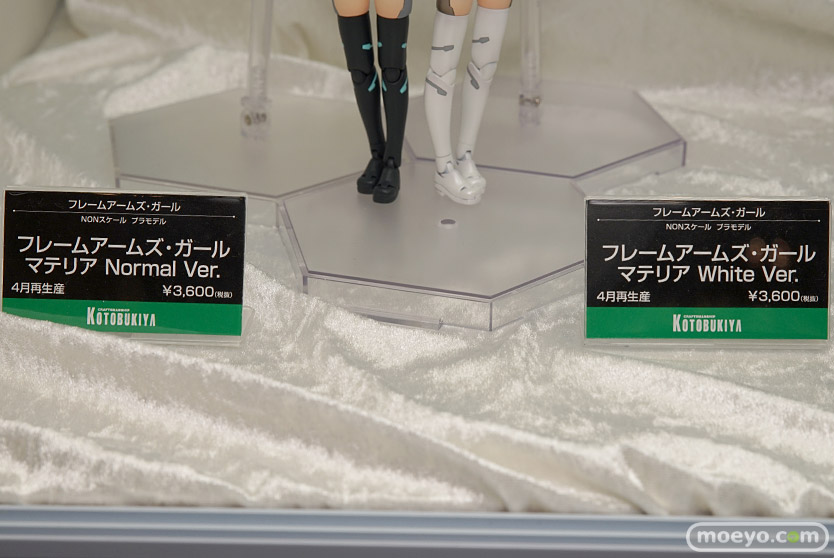 フレームアームズ・ガール
NONスケール プラモデル
フレームアームズ・ガール
マテリア Normal Ver.
4月再生産 ¥3,600(税抜)
CRAFTSMANSHIP
KOTOBUKIYA
フレームアームズ・ガール
NONスケール プラモデル
フレームアームズ・ガール
マテリア White Ver.
4月再生産 ¥3,600(税抜)
CRAFTSMANSHIP
KOTOBUKIYA
moeyo.com